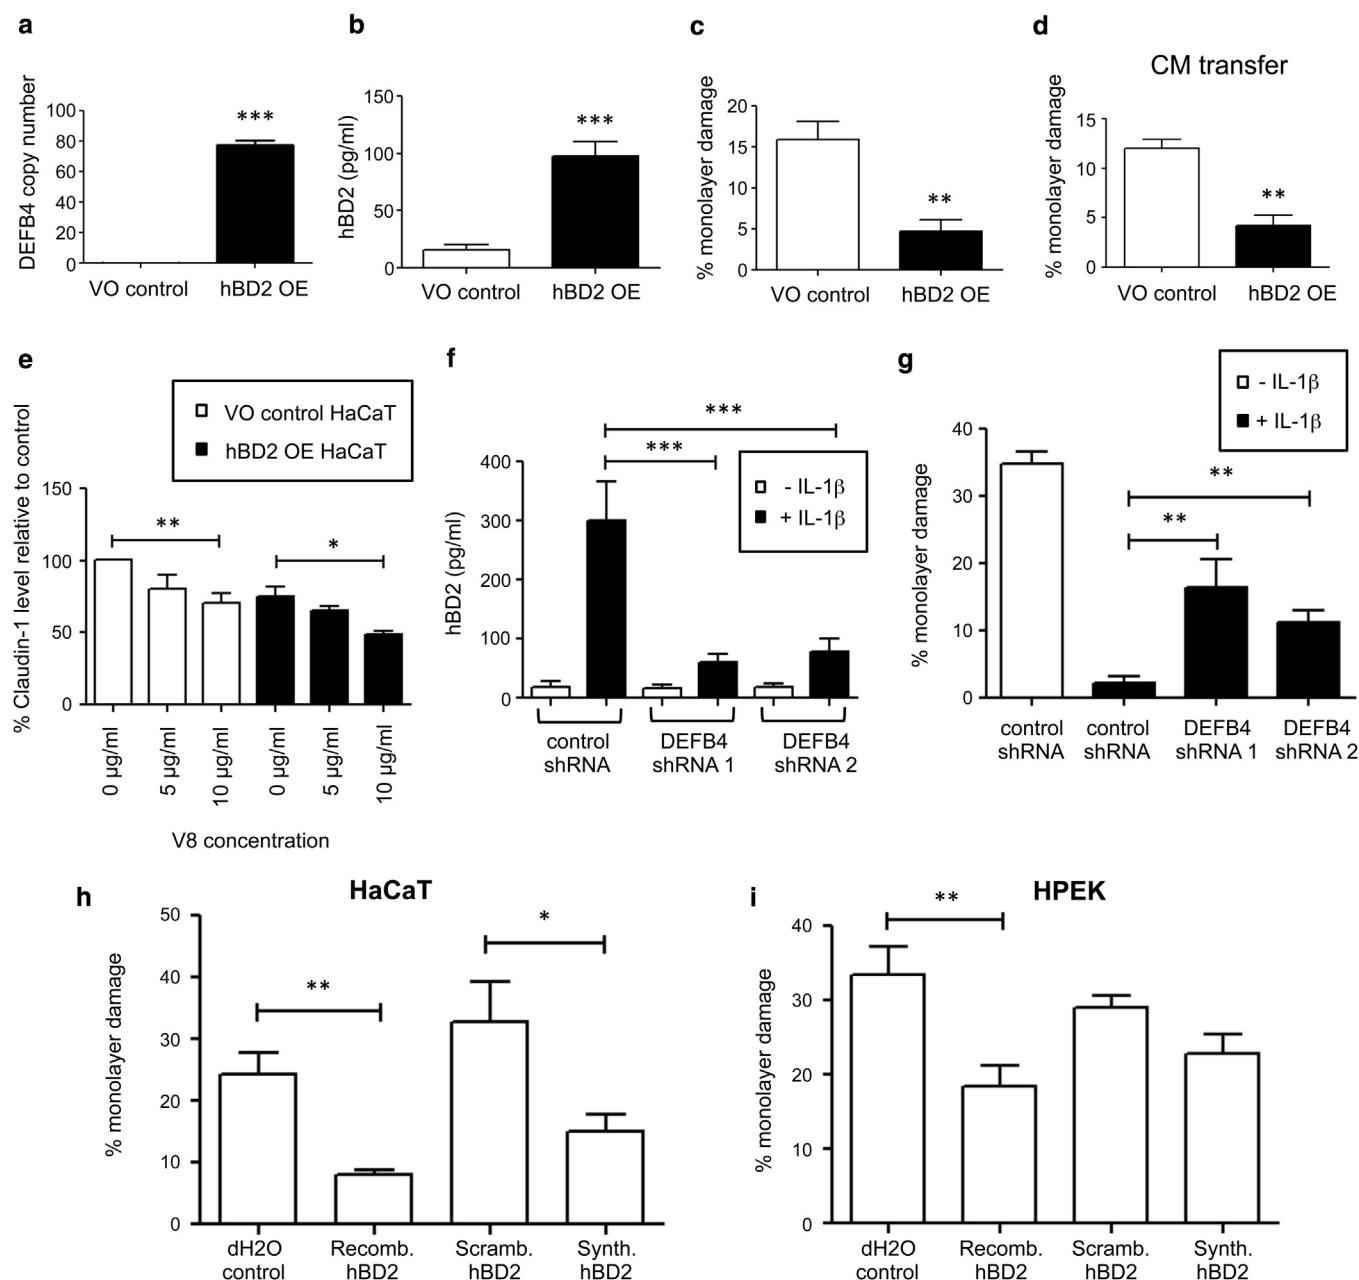 a
DEFB4 copy number
100
80
60
40
20
0
***
VO control
hBD2 OE
b
hBD2 (pg/ml)
150
100
50
0
***
VO control
hBD2 OE
c
% monolayer damage
20
15
10
5
0
**
VO control
hBD2 OE
d
CM transfer
% monolayer damage
15
10
5
0
**
VO control
hBD2 OE
e
VO control HaCaT
hBD2 OE HaCaT
% Claudin-1 level relative to control
150
100
50
0
**
*
0 µg/ml
5 µg/ml
10 µg/ml
0 µg/ml
5 µg/ml
10 µg/ml
V8 concentration
f
***
***
- IL-1β
+ IL-1β
hBD2 (pg/ml)
400
300
200
100
0
control
shRNA
DEFB4
shRNA 1
DEFB4
shRNA 2
g
- IL-1β
+ IL-1β
% monolayer damage
40
30
20
10
0
**
**
control
shRNA
control
shRNA
DEFB4
shRNA 1
DEFB4
shRNA 2
h
HaCaT
% monolayer damage
50
40
30
20
10
0
**
*
dH2O
control
Recomb.
hBD2
Scramb.
hBD2
Synth.
hBD2
i
HPEK
% monolayer damage
40
30
20
10
0
**
dH2O
control
Recomb.
hBD2
Scramb.
hBD2
Synth.
hBD2